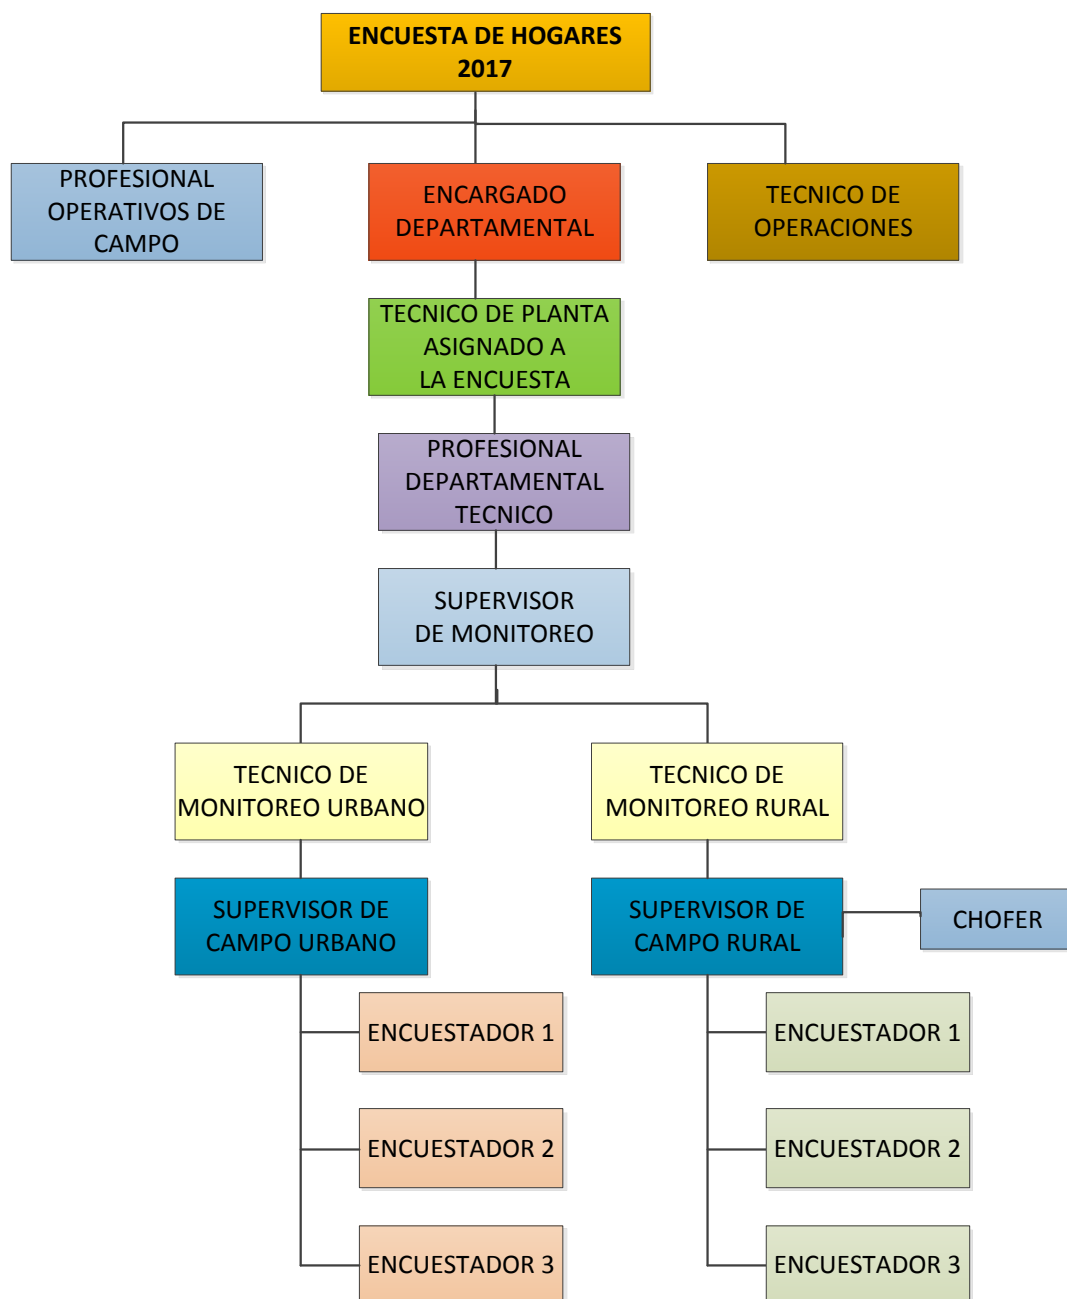 ENCUESTA DE HOGARES
2017
PROFESIONAL
OPERATIVOS DE
CAMPO
ENCARGADO
DEPARTAMENTAL
TECNICO DE
OPERACIONES
TECNICO DE PLANTA
ASIGNADO A
LA ENCUESTA
PROFESIONAL
DEPARTAMENTAL
TECNICO
SUPERVISOR
DE MONITOREO
TECNICO DE
MONITOREO URBANO
TECNICO DE
MONITOREO RURAL
SUPERVISOR DE
CAMPO URBANO
SUPERVISOR DE
CAMPO RURAL
CHOFER
ENCUESTADOR 1
ENCUESTADOR 2
ENCUESTADOR 3
ENCUESTADOR 1
ENCUESTADOR 2
ENCUESTADOR 3